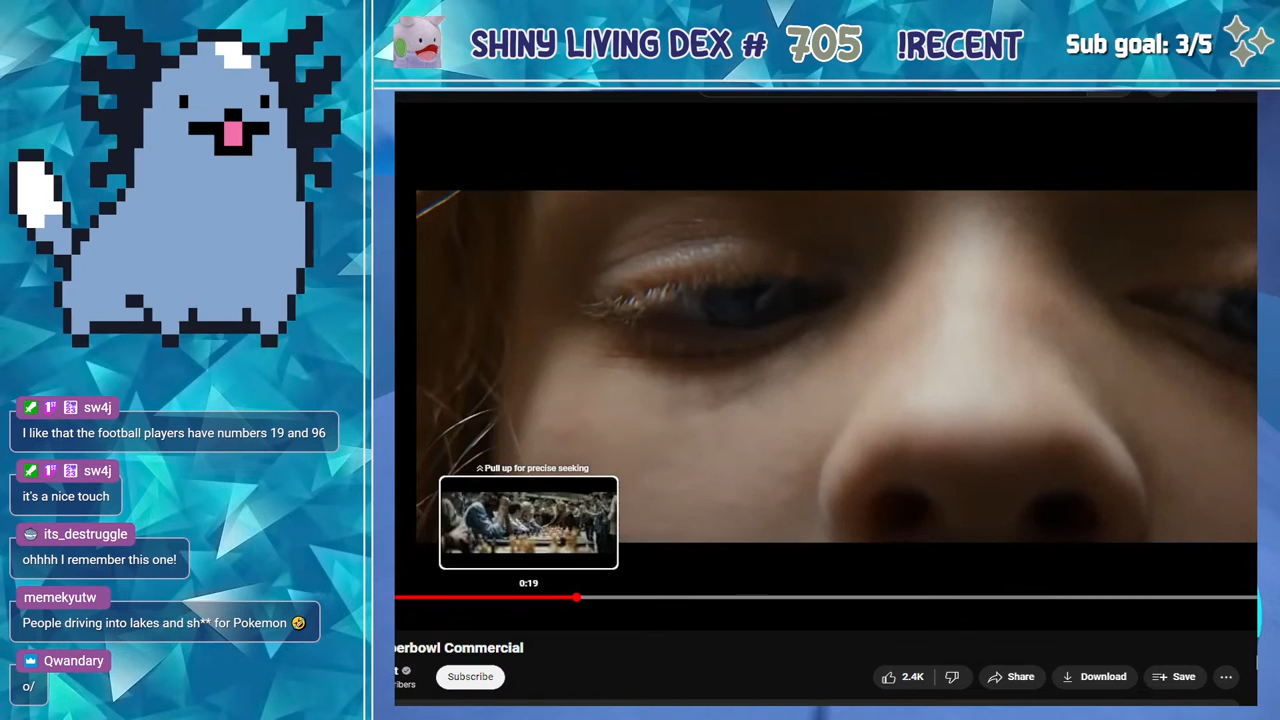 SHINY LIVING DEX # 705 !RECENT Sub goal: 3/5
sw4j
I like that the football players have numbers 19 and 96
sw4j
it's a nice touch
its_destruggle
ohhhh I remember this one!
memekyutw
People driving into lakes and sh** for Pokemon 🤣
Qwandary
o/
Pull up for precise seeking
0:19
perbowl Commercial
t
ibers
Subscribe
2.4K
Share
Download
Save